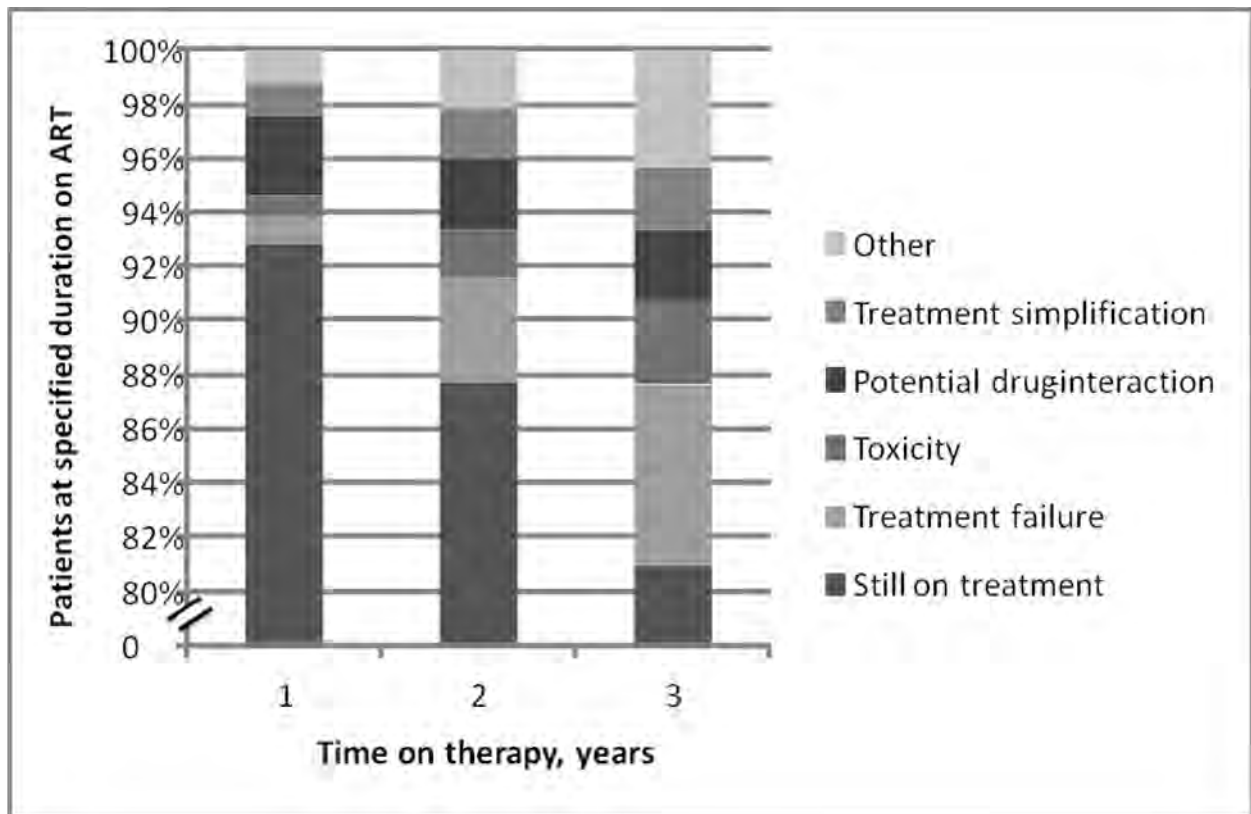 Patients at specified duration on ART
100%
98%
96%
94%
92%
90%
88%
86%
84%
82%
80%
0
1
2
3
Time on therapy, years
Other
Treatment simplification
Potential druginteraction
Toxicity
Treatment failure
Still on treatment